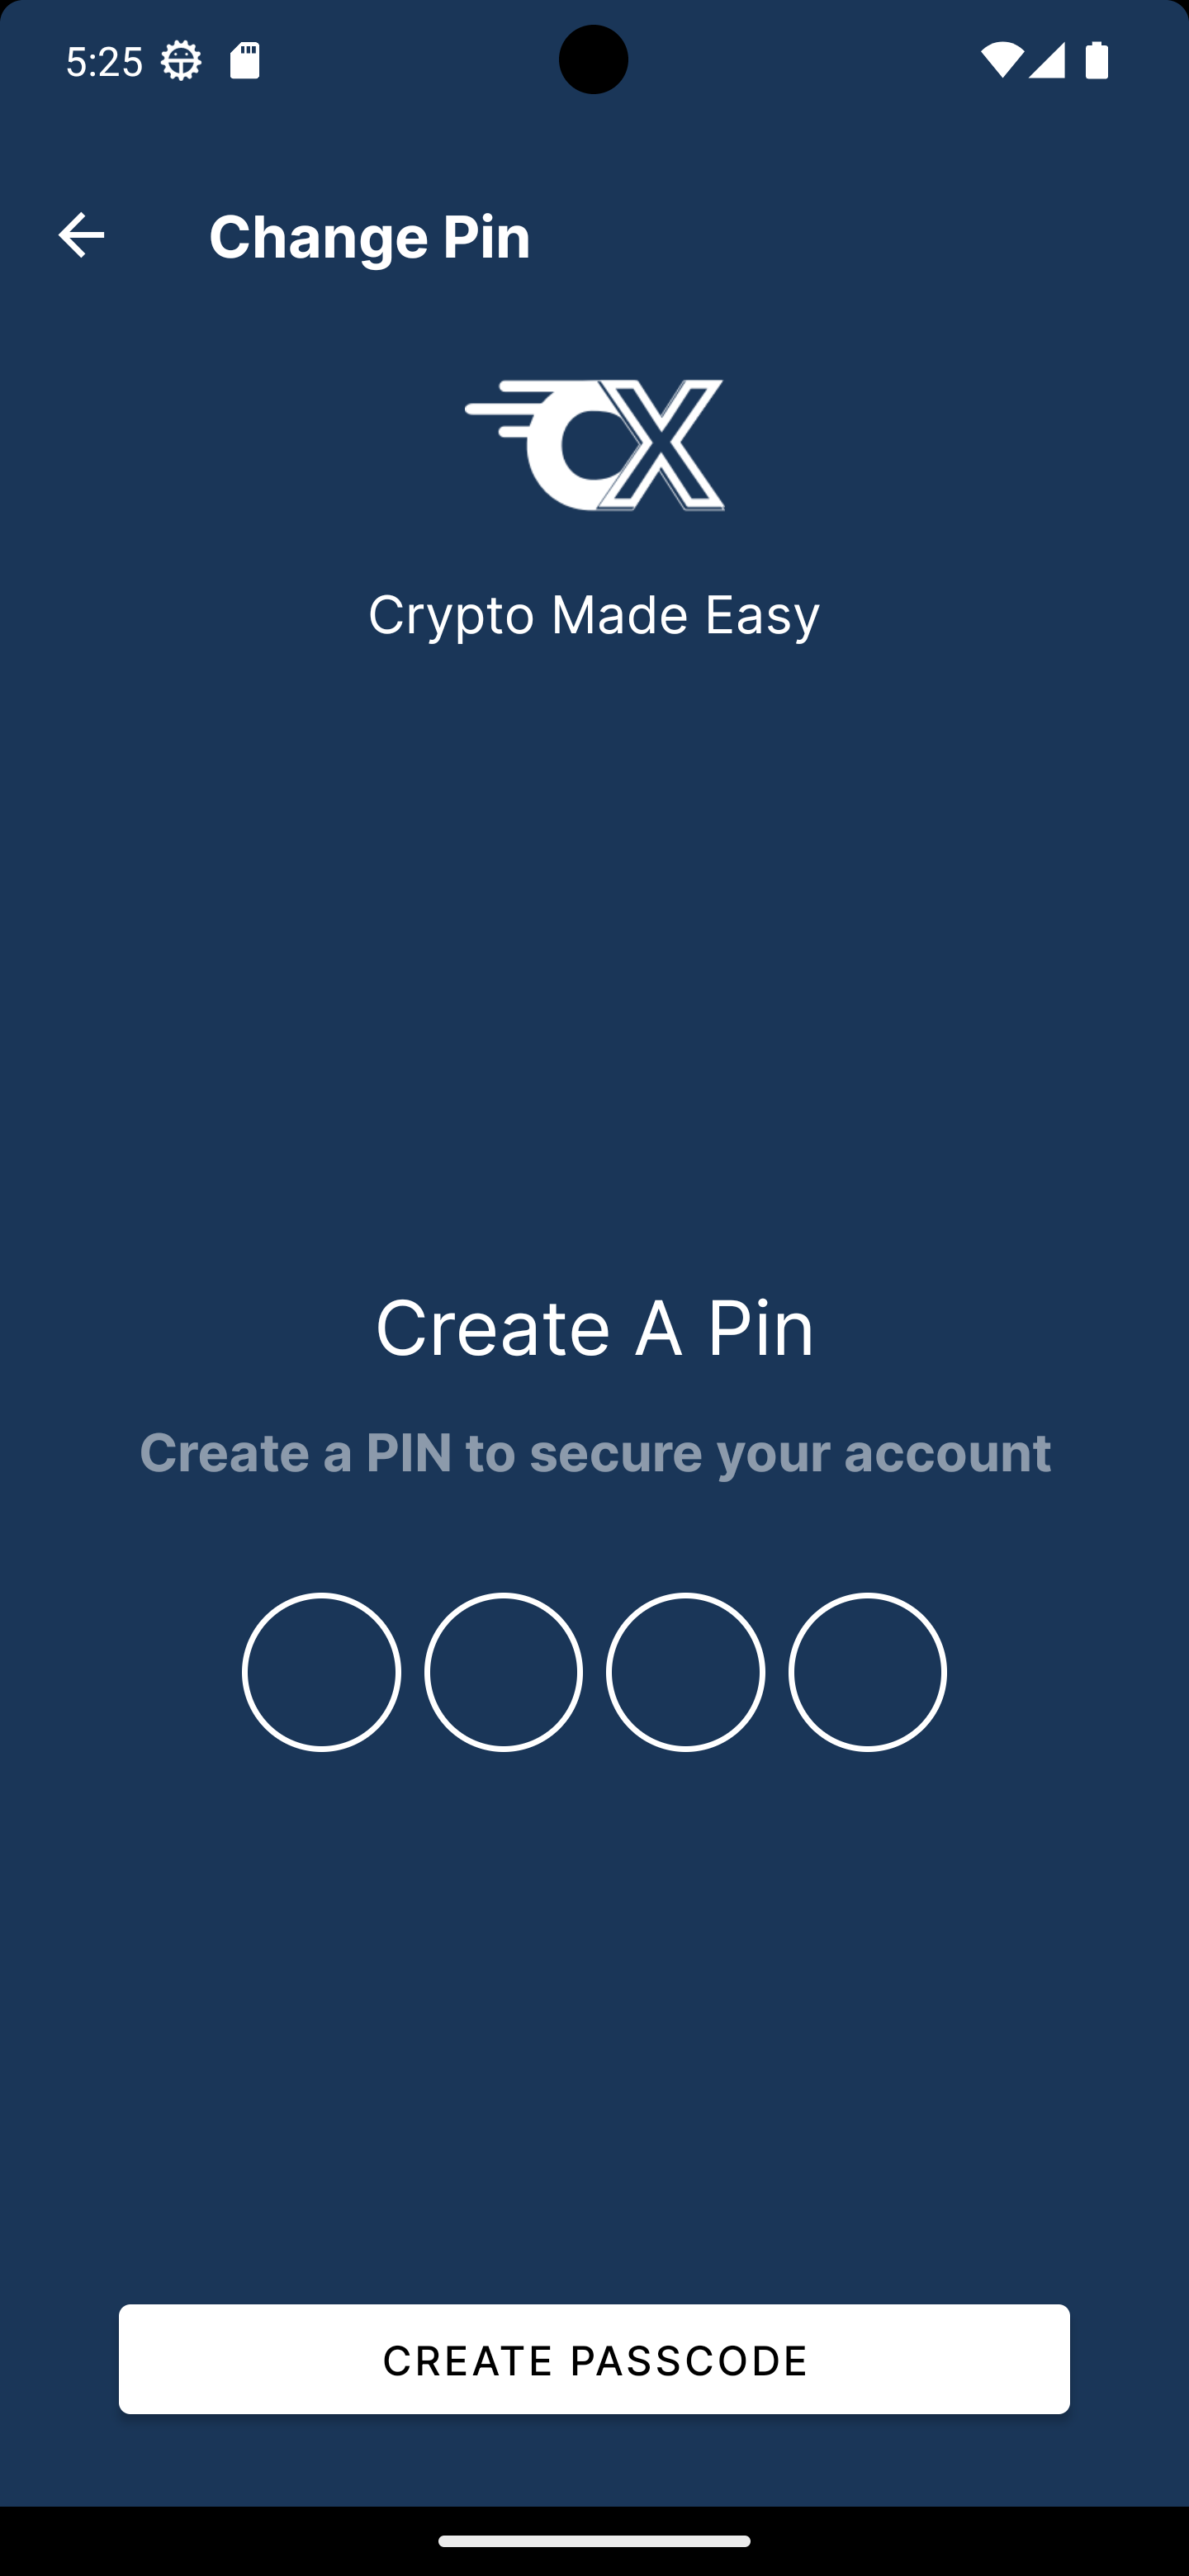 5:25
Change Pin
CX
Crypto Made Easy
Create A Pin
Create a PIN to secure your account
CREATE PASSCODE